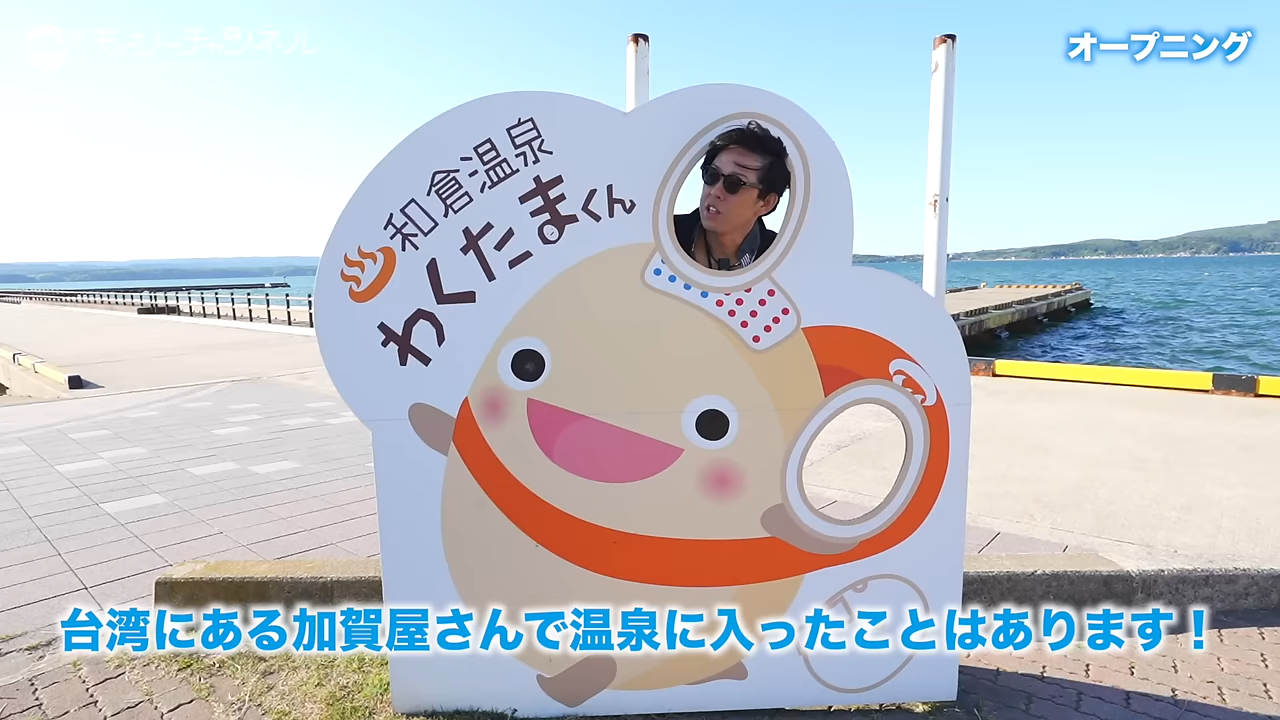 オープニング
和倉温泉
わくたまくん
台湾にある加賀屋さんで温泉に入ったことはあります！